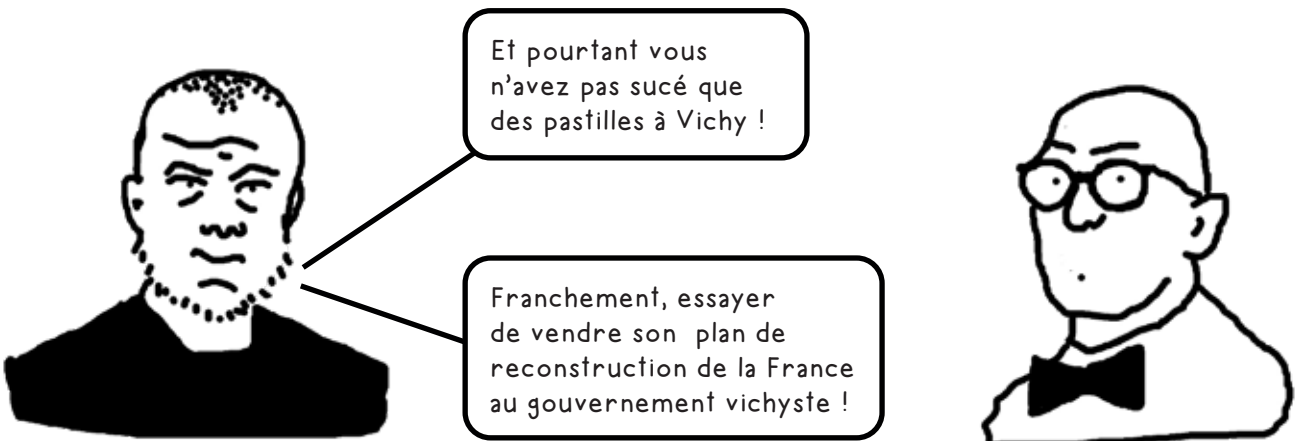 Et pourtant vous
n'avez pas sucé que
des pastilles à Vichy !
Franchement, essayer
de vendre son plan de
reconstruction de la France
au gouvernement vichyste !